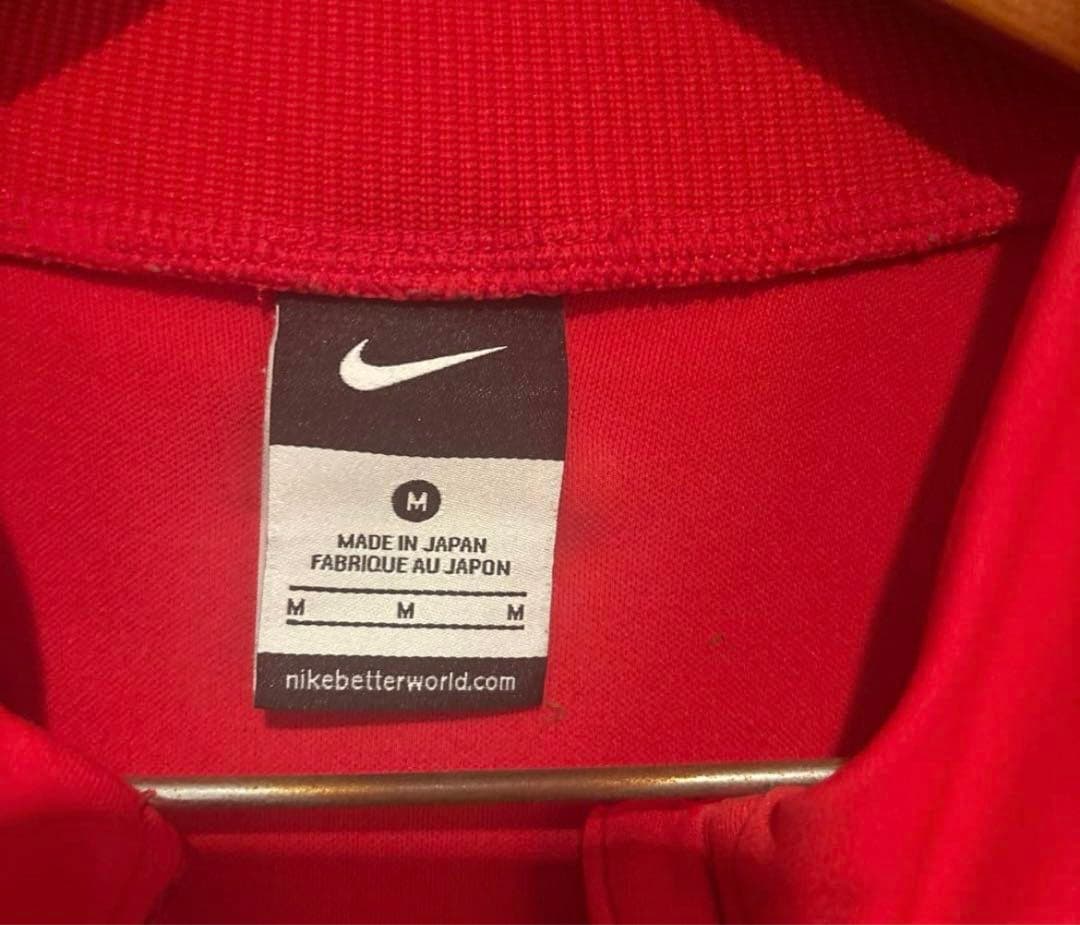 M
MADE IN JAPAN
FABRIQUE AU JAPON
M M M
nikebetterworld.com